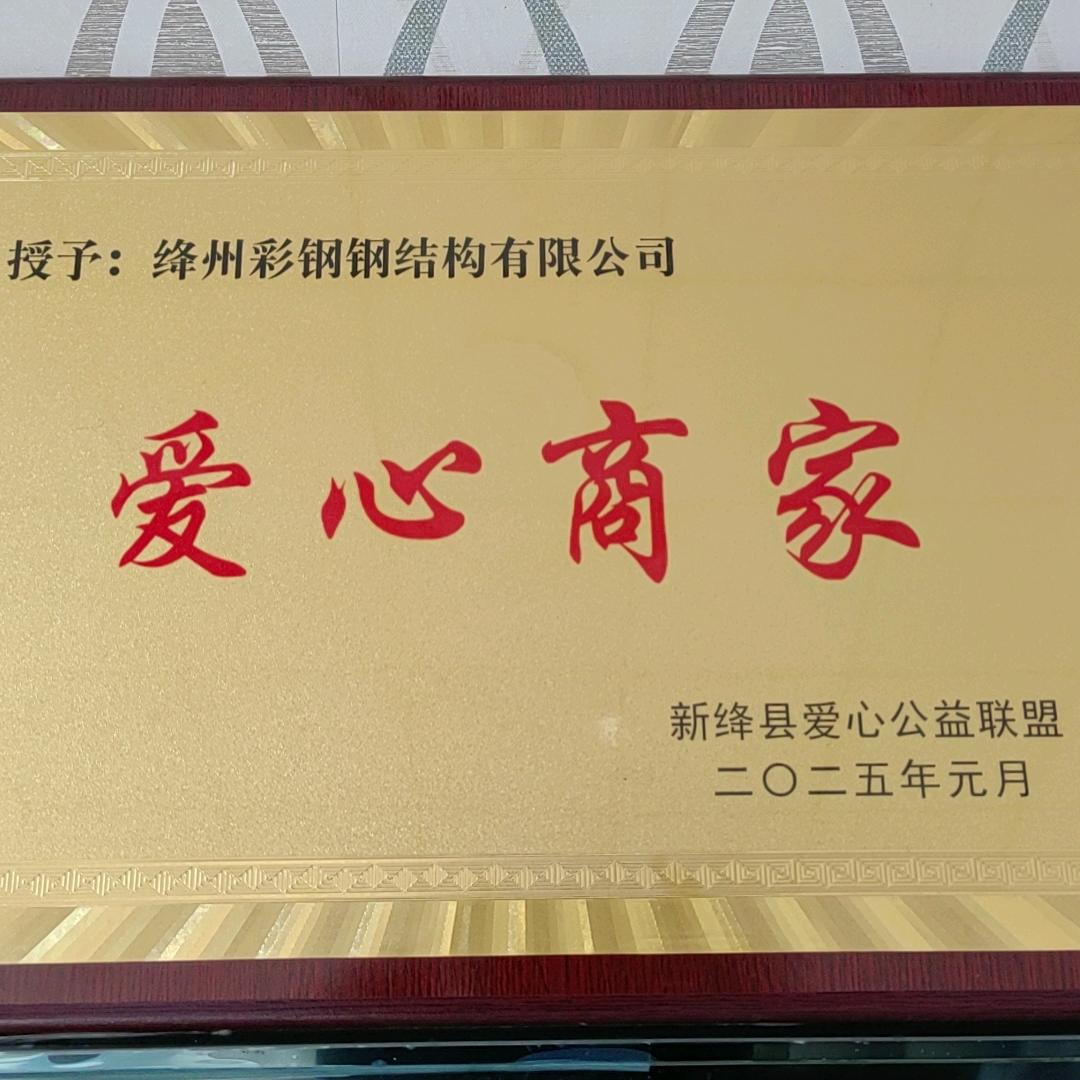 授予：绛州彩钢钢结构有限公司
爱心商家
新绛县爱心公益联盟
二〇二五年元月